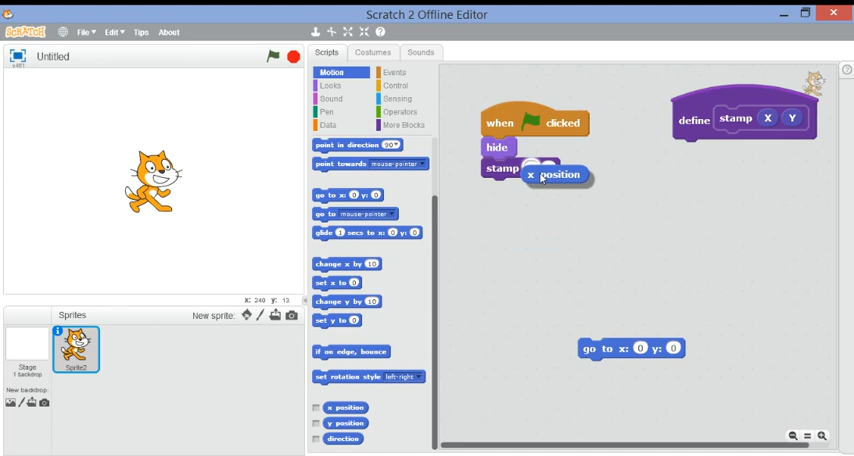 Scratch 2 Offline Editor
SCRATCH File Edit Tips About
v461 Untitled
Scripts Costumes Sounds
Motion Events
Looks Control
Sound Sensing
Pen Operators
Data More Blocks
point in direction 90
point towards mouse-pointer
go to x: 0 y: 0
go to mouse-pointer
glide 1 secs to x: 0 y: 0
change x by 10
set x to 0
change y by 10
set y to 0
if on edge, bounce
set rotation style left-right
x position
y position
direction
when clicked
hide
stamp
x position
define stamp X Y
go to x: 0 y: 0
x: 240 y: 13
Sprites New sprite:
Stage
1 backdrop
New backdrop:
Sprite2